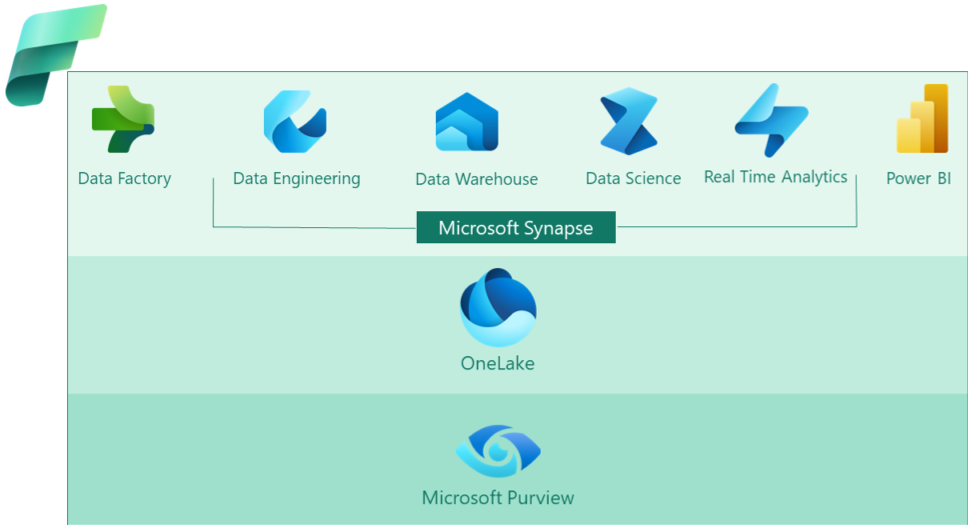 Data Factory
Data Engineering
Data Warehouse
Data Science
Real Time Analytics
Power BI
Microsoft Synapse
OneLake
Microsoft Purview